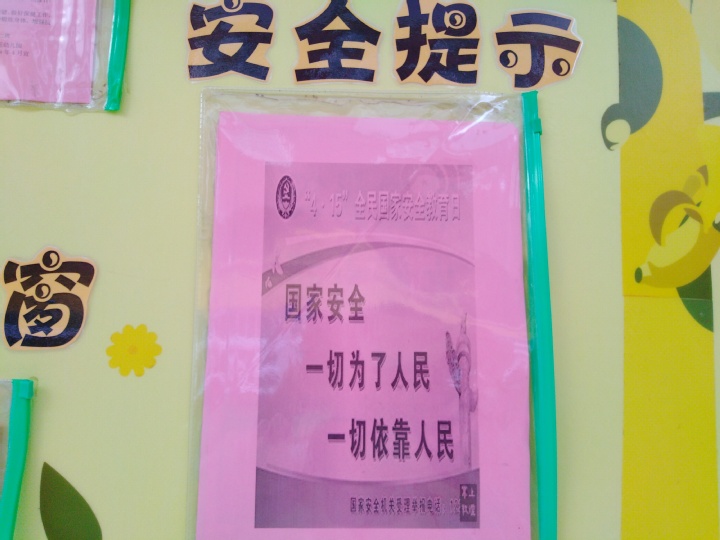 安全提示
窗
"4·15"全民国家安全教育日
国家安全
一切为了人民
一切依靠人民
国家安全机关受理举报电话:12